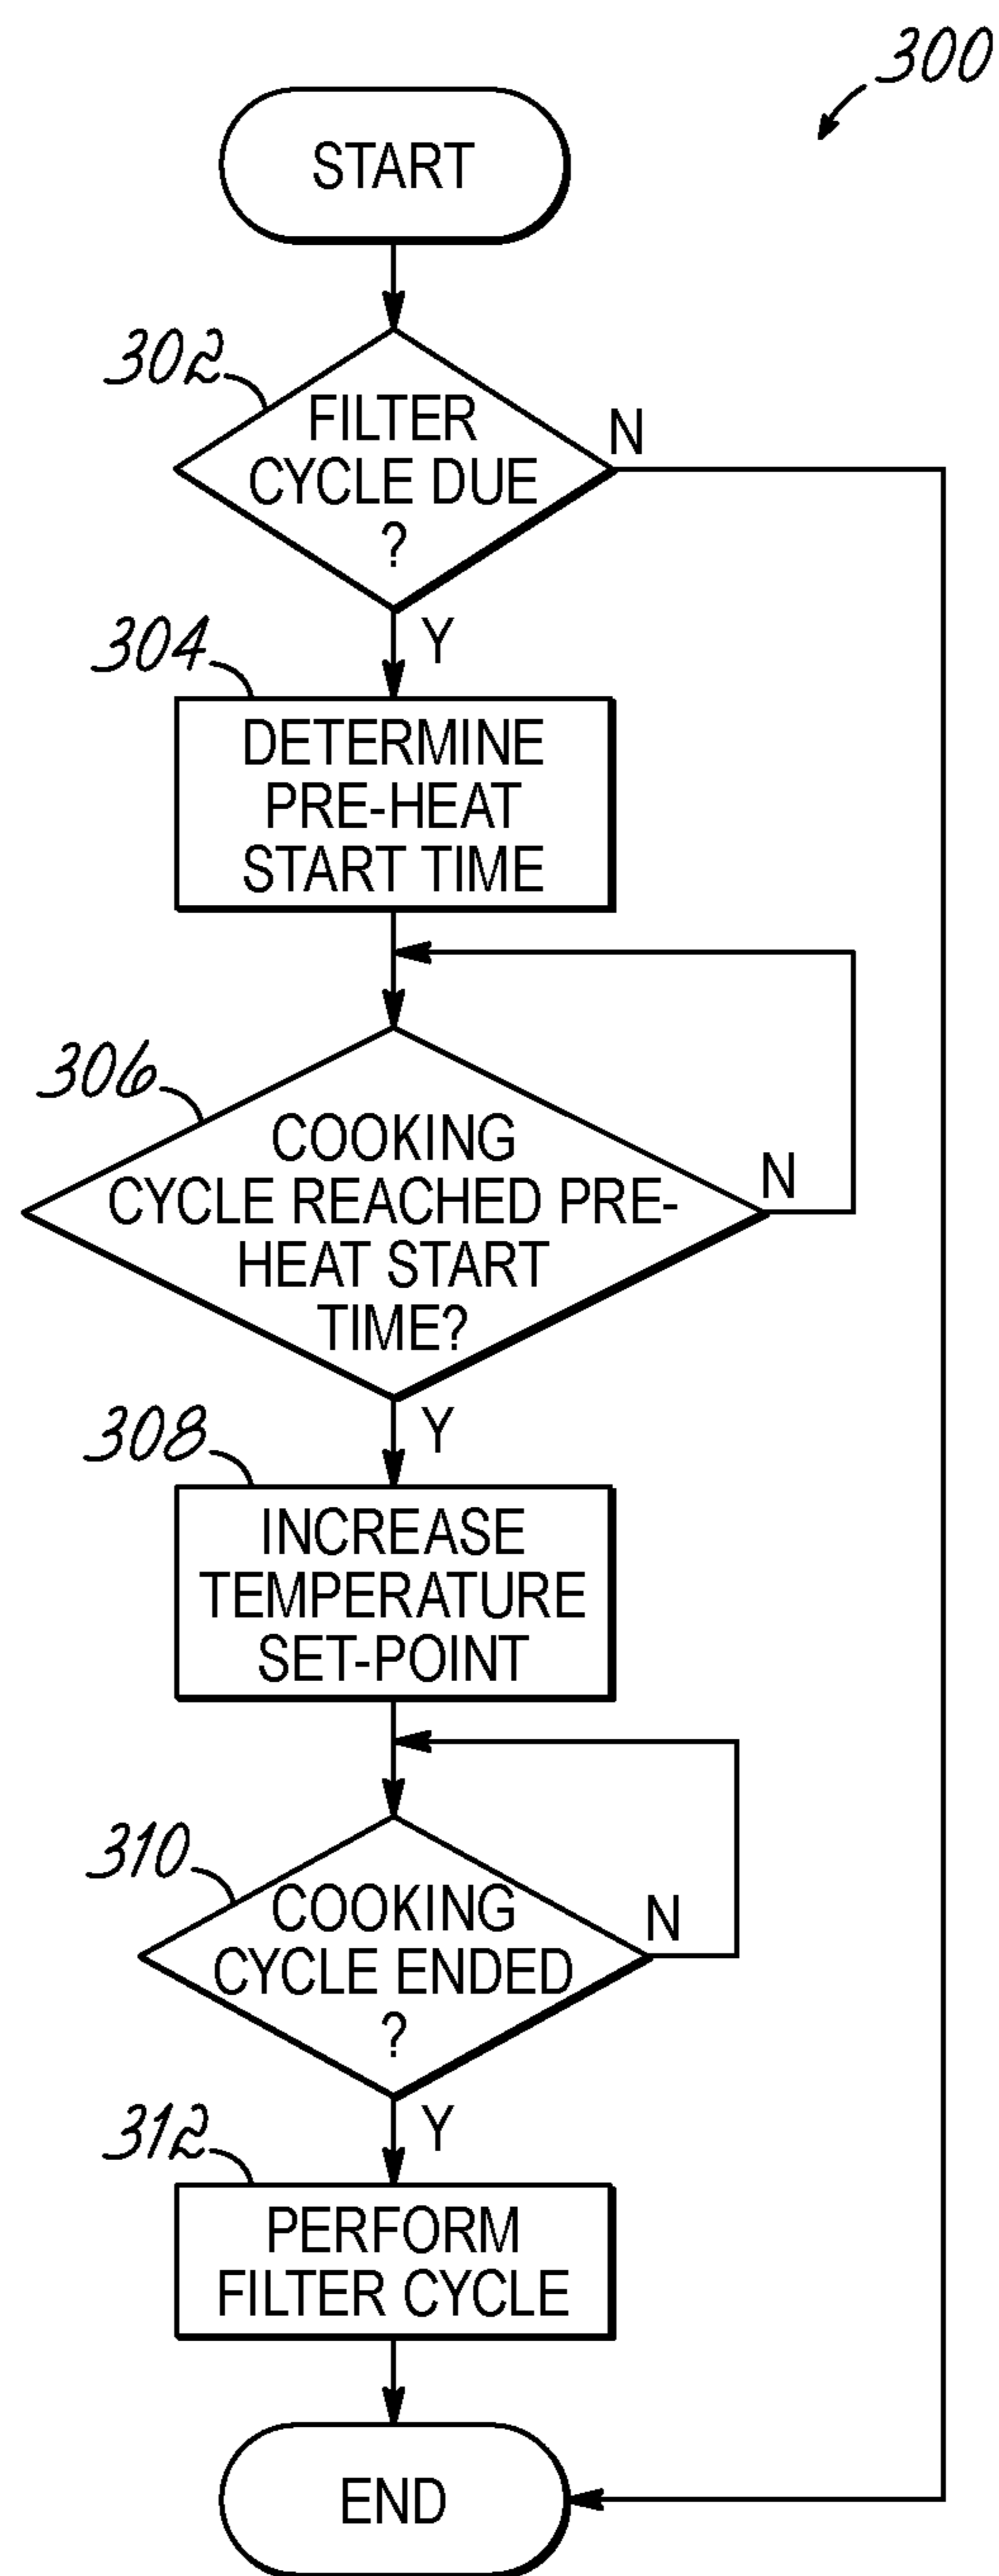 300
START
302
FILTER
CYCLE DUE
?
N
Y
304
DETERMINE
PRE-HEAT
START TIME
306
COOKING
CYCLE REACHED PRE-
HEAT START
TIME?
N
Y
308
INCREASE
TEMPERATURE
SET-POINT
310
COOKING
CYCLE ENDED
?
N
Y
312
PERFORM
FILTER CYCLE
END